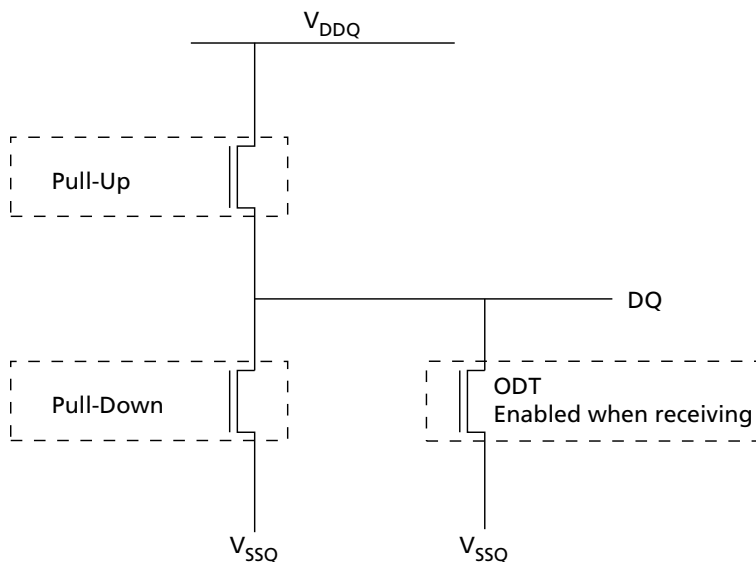 VDDQ
Pull-Up
DQ
Pull-Down
ODT
Enabled when receiving
VSSQ
VSSQ